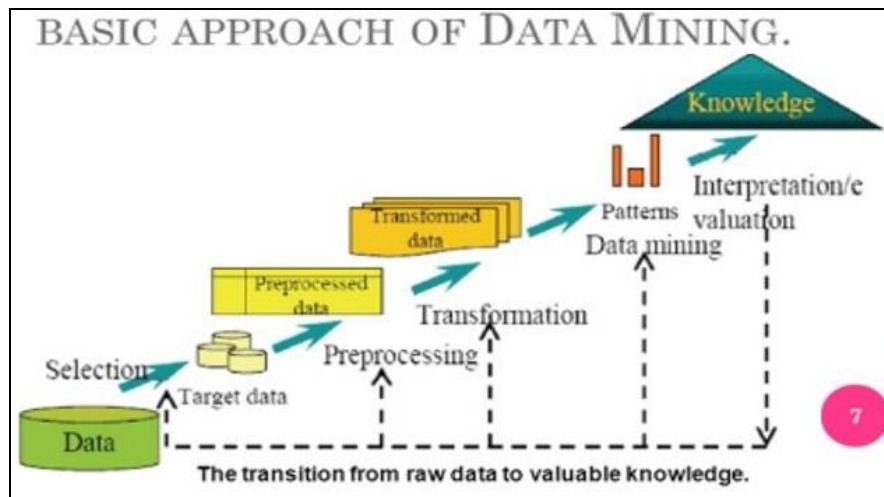 BASIC APPROACH OF DATA MINING.
Knowledge
Interpretation/e
valuation
Patterns
Data mining
Transformed
data
Transformation
Preprocessed
data
Preprocessing
Selection
Target data
Data
7
The transition from raw data to valuable knowledge.